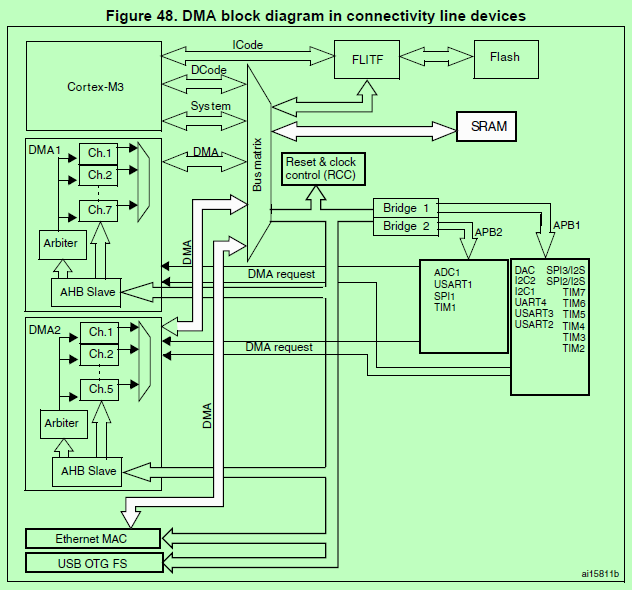 Figure 48. DMA block diagram in connectivity line devices
ICode
FLITF
Flash
Cortex-M3
DCode
System
SRAM
Bus matrix
DMA1
Ch.1
Ch.2
Ch.7
DMA
Reset & clock
control (RCC)
Bridge 1
Bridge 2
APB2
APB1
Arbiter
AHB Slave
DMA
DMA request
ADC1
USART1
SPI1
TIM1
DAC SPI3/I2S
I2C2 SPI2/I2S
I2C1 TIM7
UART4 TIM6
USART3 TIM5
USART2 TIM4
TIM3
TIM2
DMA2
Ch.1
Ch.2
Ch.5
DMA request
Arbiter
DMA
AHB Slave
Ethernet MAC
USB OTG FS
ai15811b